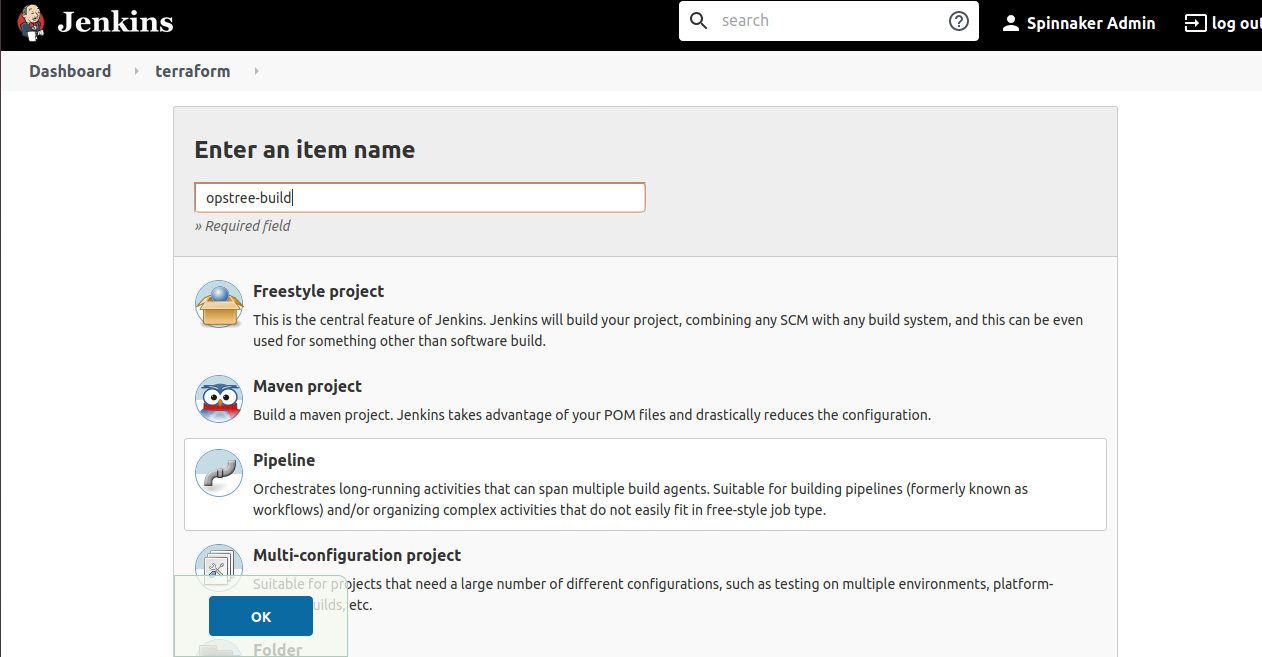 Jenkins
search
Spinnaker Admin
log out
Dashboard
terraform
Enter an item name
opstree-build
» Required field
Freestyle project
This is the central feature of Jenkins. Jenkins will build your project, combining any SCM with any build system, and this can be even
used for something other than software build.
Maven project
Build a maven project. Jenkins takes advantage of your POM files and drastically reduces the configuration.
Pipeline
Orchestrates long-running activities that can span multiple build agents. Suitable for building pipelines (formerly known as
workflows) and/or organizing complex activities that do not easily fit in free-style job type.
Multi-configuration project
Suitable for projects that need a large number of different configurations, such as testing on multiple environments, platform-
uilds, etc.
OK
Folder